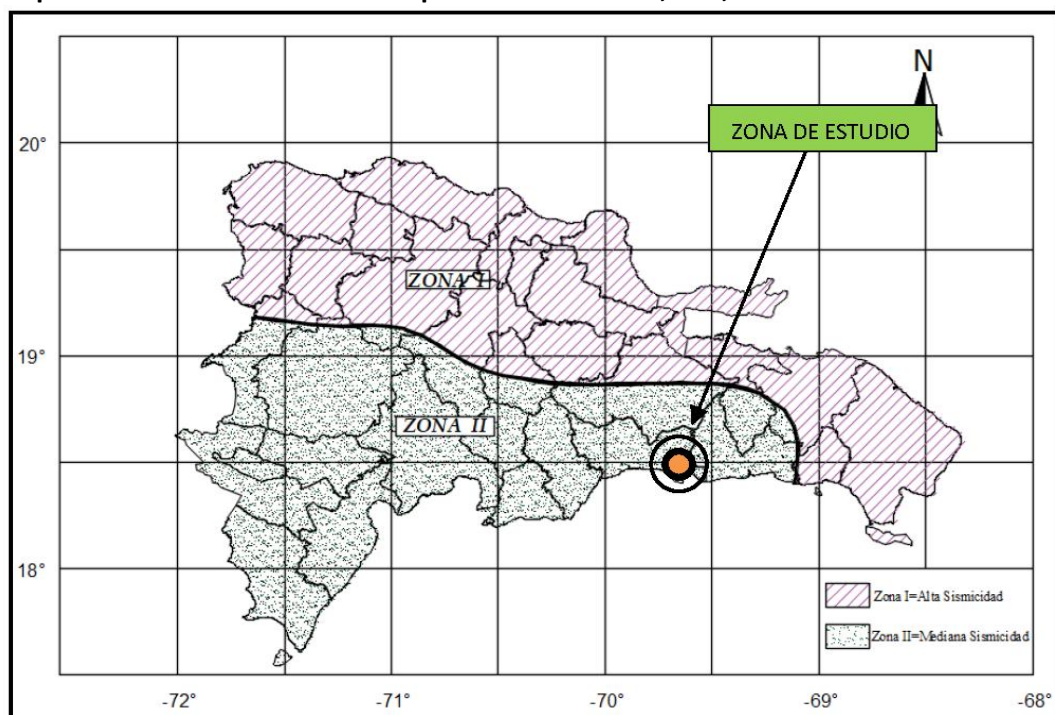 N
ZONA DE ESTUDIO
20°
ZONA I
19°
ZONA II
18°
Zona I=Alta Sismicidad
Zona II=Mediana Sismicidad
-72° -71° -70° -69° -68°